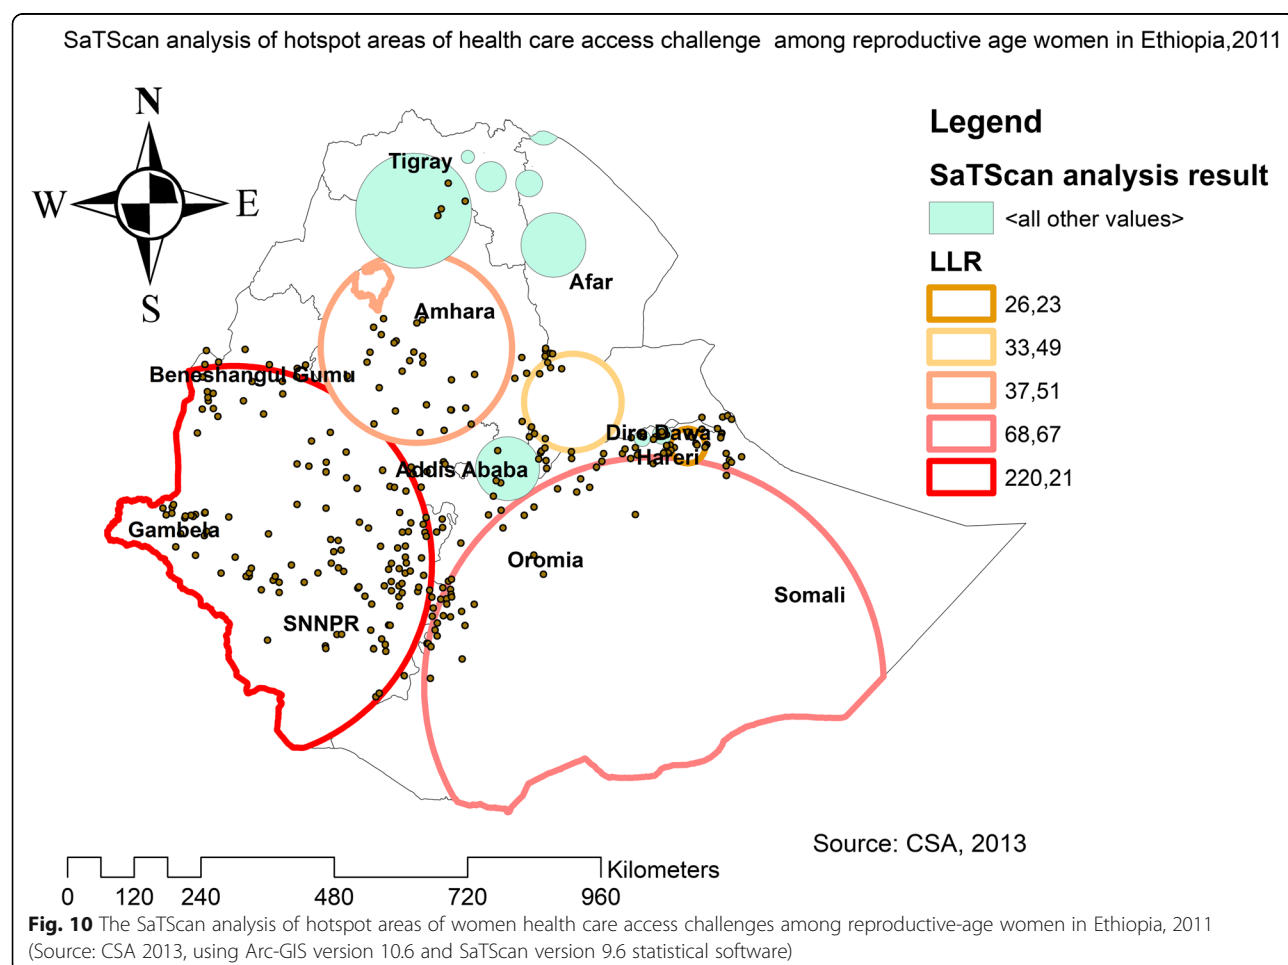 SaTScan analysis of hotspot areas of health care access challenge among reproductive age women in Ethiopia,2011
N
W
E
S
Legend
SaTScan analysis result
<all other values>
LLR
26,23
33,49
37,51
68,67
220,21
Tigray
Afar
Amhara
Beneshangul Gumu
Dire Dawa
Hareri
Addis Ababa
Gambela
Oromia
Somali
SNNPR
Source: CSA, 2013
Kilometers
0 120 240 480 720 960
Fig. 10 The SaTScan analysis of hotspot areas of women health care access challenges among reproductive-age women in Ethiopia, 2011
(Source: CSA 2013, using Arc-GIS version 10.6 and SaTScan version 9.6 statistical software)